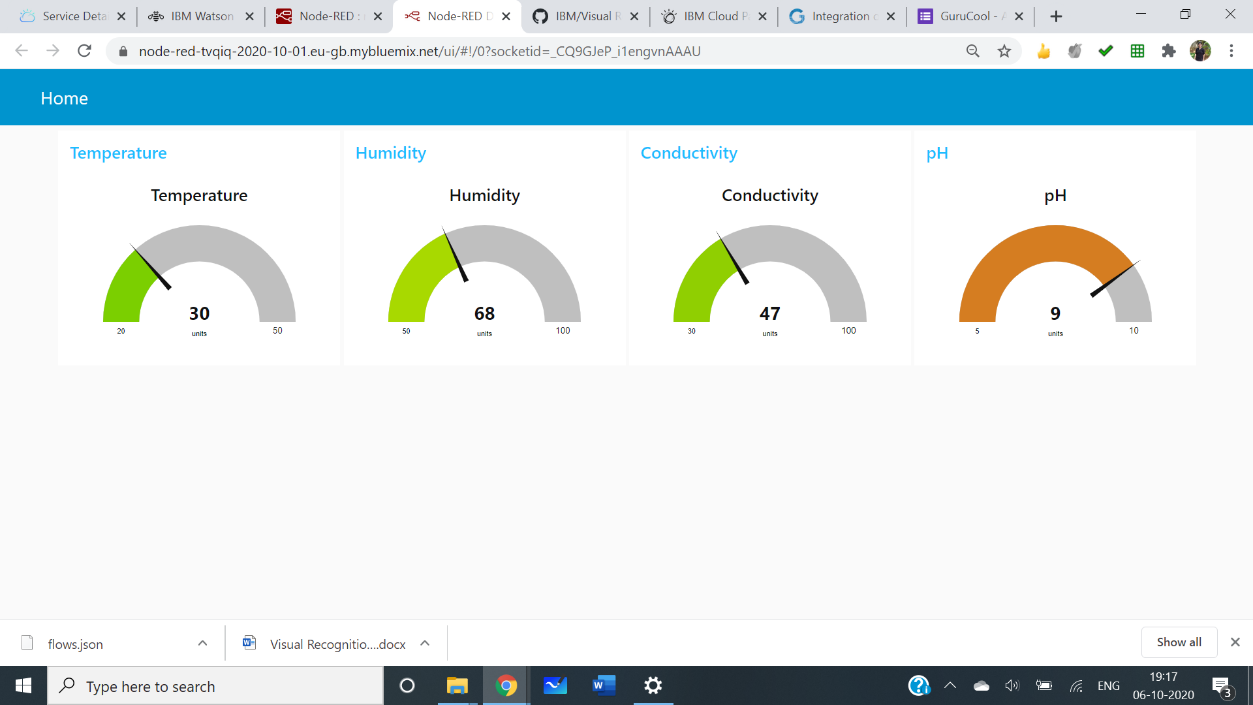 Service Deta
IBM Watson
Node-RED :
Node-RED D
IBM/Visual R
IBM Cloud P
Integration
GuruCool - A
node-red-tvqiq-2020-10-01.eu-gb.mybluemix.net/ui/#!/0?socketid=_CQ9GJeP_i1engvnAAAU
Home
Temperature
Humidity
Conductivity
pH
Temperature
Humidity
Conductivity
pH
30
units
20
50
68
units
50
100
47
units
30
100
9
units
5
10
flows.json
Visual Recognitio....docx
Show all
Type here to search
ENG
19:17
06-10-2020
3